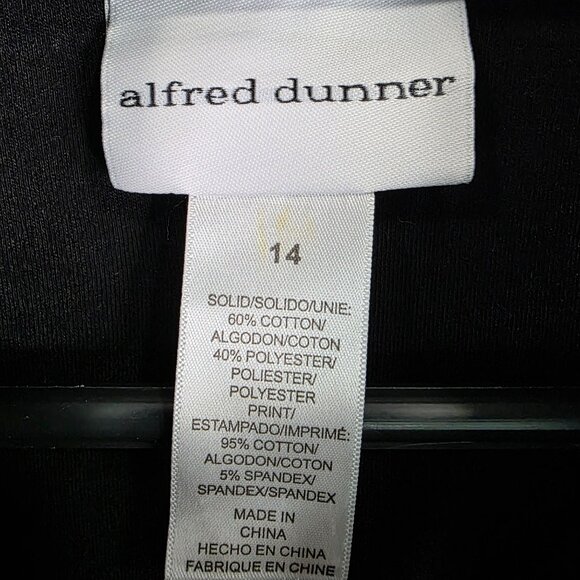 alfred dunner
14
SOLID/SOLIDO/UNIE:
60% COTTON/
ALGODON/COTON
40% POLYESTER/
POLIESTER/
POLYESTER
PRINT/
ESTAMPADO/IMPRIMÉ:
95% COTTON/
ALGODON/COTON
5% SPANDEX/
SPANDEX/SPANDEX
MADE IN
CHINA
HECHO EN CHINA
FABRIQUE EN CHINE